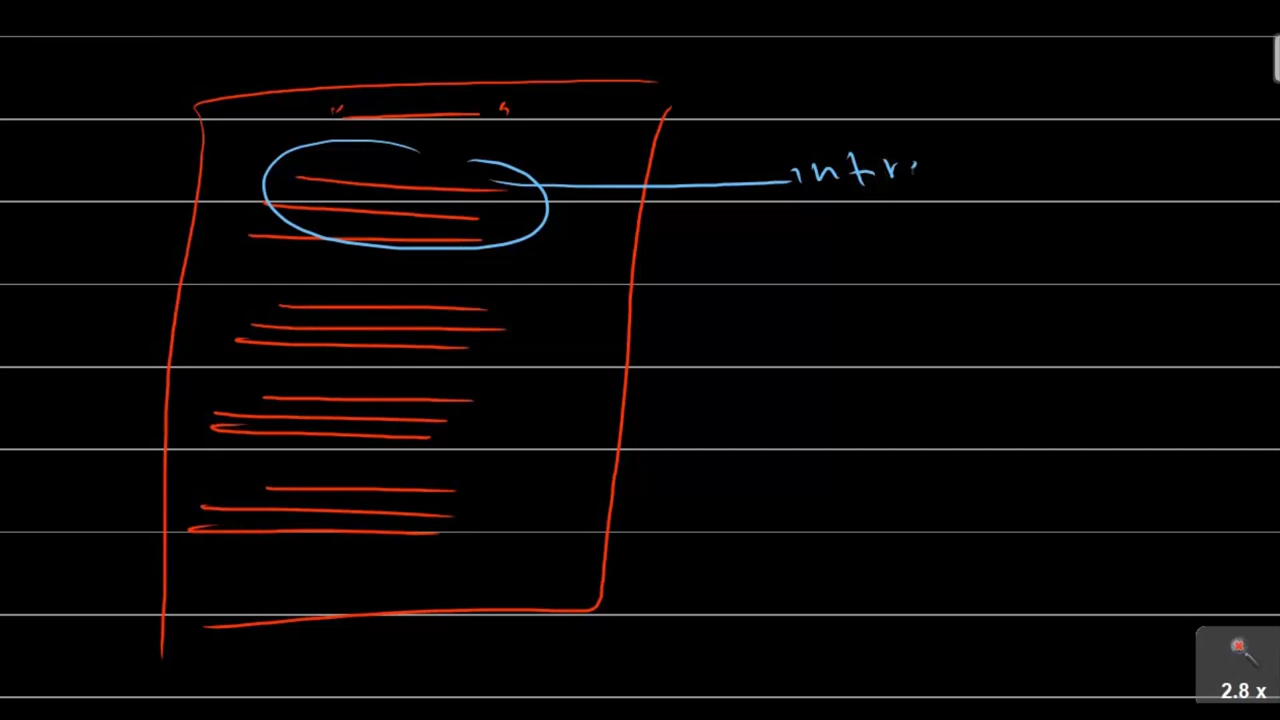 " "
intr
2.8 x